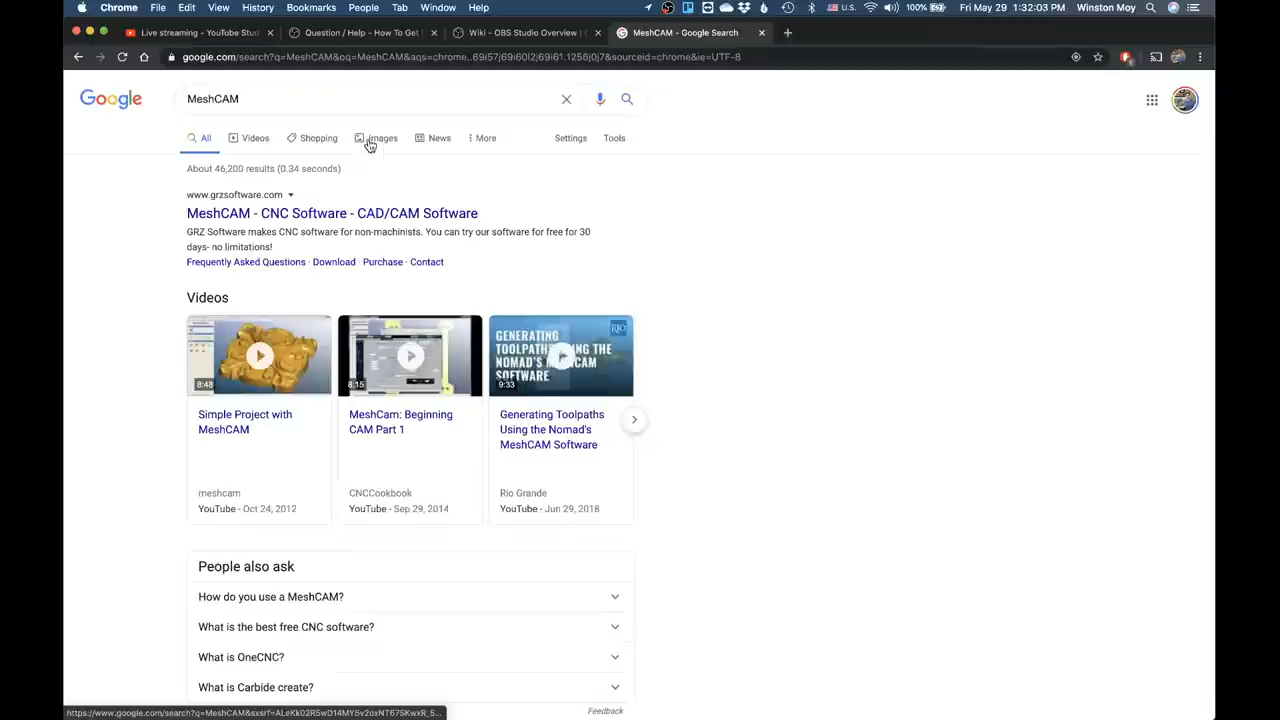 Chrome File Edit View History Bookmarks People Tab Window Help U.S. 100% Fri May 29 1:32:03 PM Winston Moy
Live streaming - YouTube Stud Question / Help - How To Get Wiki - OBS Studio Overview | MeshCAM - Google Search
google.com/search?q=MeshCAM&oq=MeshCAM&aqs=chrome..69i57j69i60l2j69i61.1256j0j7&sourceid=chrome&ie=UTF-8
Google MeshCAM
All Videos Shopping Images News More Settings Tools
About 46,200 results (0.34 seconds)
www.grzsoftware.com
MeshCAM - CNC Software - CAD/CAM Software
GRZ Software makes CNC software for non-machinists. You can try our software for free for 30
days- no limitations!
Frequently Asked Questions · Download · Purchase · Contact
Videos
RIO
GENERATING
TOOLPATHS USING THE
NOMAD'S MESHCAM
SOFTWARE
8:48 8:15 9:33
Simple Project with MeshCAM
MeshCam: Beginning CAM Part 1
Generating Toolpaths Using the Nomad's MeshCAM Software
meshcam CNCCookbook Rio Grande
YouTube - Oct 24, 2012 YouTube - Sep 29, 2014 YouTube - Jun 29, 2018
People also ask
How do you use a MeshCAM?
What is the best free CNC software?
What is OneCNC?
What is Carbide create?
Feedback